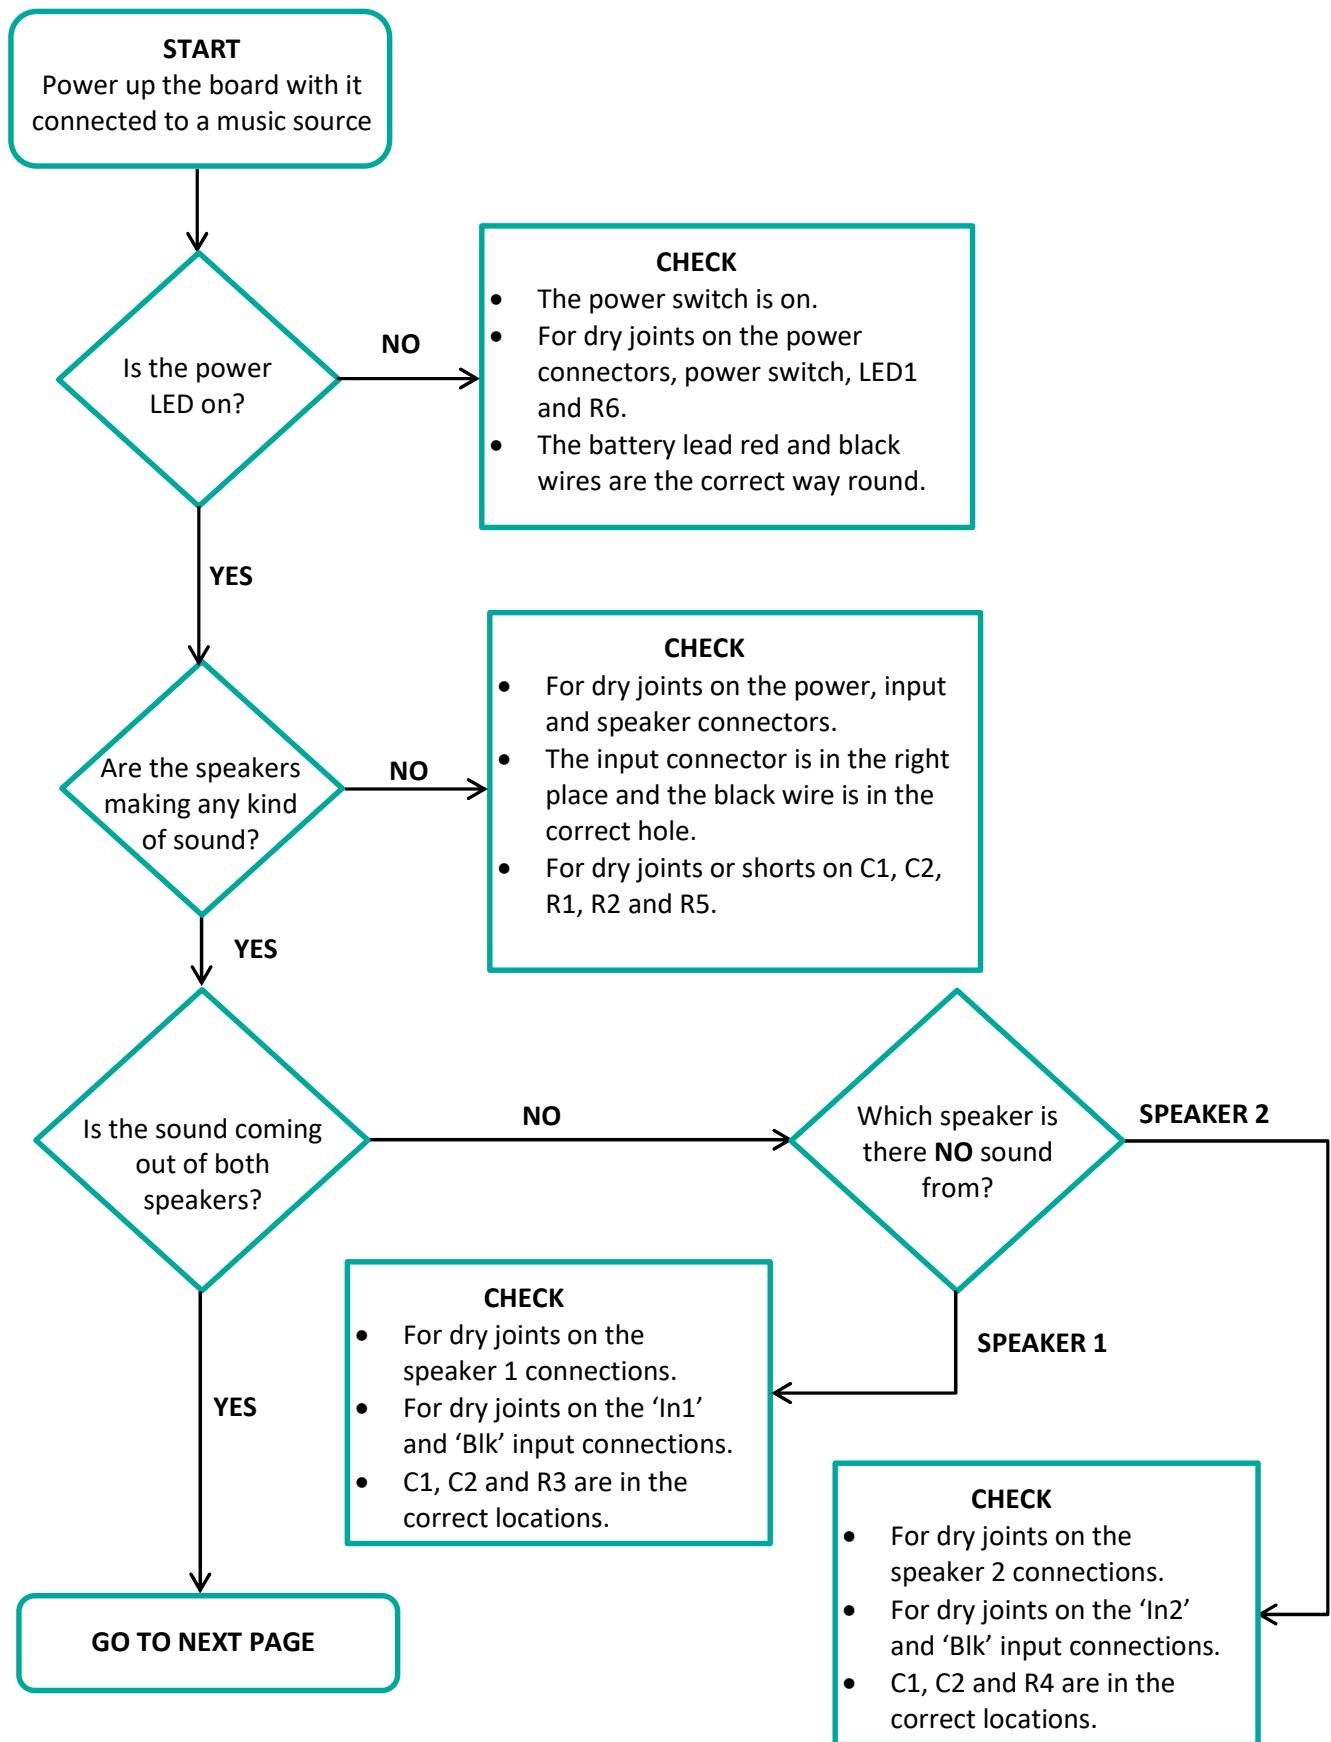 START
Power up the board with it
connected to a music source
Is the power
LED on?
NO
CHECK
• The power switch is on.
• For dry joints on the power
connectors, power switch, LED1
and R6.
• The battery lead red and black
wires are the correct way round.
YES
Are the speakers
making any kind
of sound?
NO
CHECK
• For dry joints on the power, input
and speaker connectors.
• The input connector is in the right
place and the black wire is in the
correct hole.
• For dry joints or shorts on C1, C2,
R1, R2 and R5.
YES
Is the sound coming
out of both
speakers?
NO
Which speaker is
there NO sound
from?
SPEAKER 2
SPEAKER 1
CHECK
• For dry joints on the
speaker 1 connections.
• For dry joints on the ‘In1’
and ‘Blk’ input connections.
• C1, C2 and R3 are in the
correct locations.
YES
CHECK
• For dry joints on the
speaker 2 connections.
• For dry joints on the ‘In2’
and ‘Blk’ input connections.
• C1, C2 and R4 are in the
correct locations.
GO TO NEXT PAGE